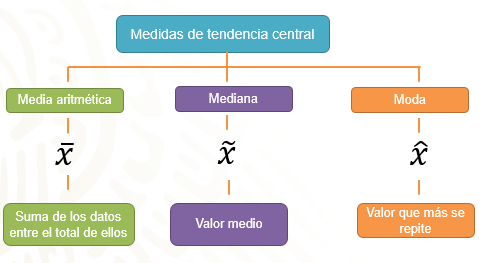 Medidas de tendencia central
Media aritmética
Mediana
Moda
x̄
x̃
x̂
Suma de los datos
entre el total de ellos
Valor medio
Valor que más se
repite